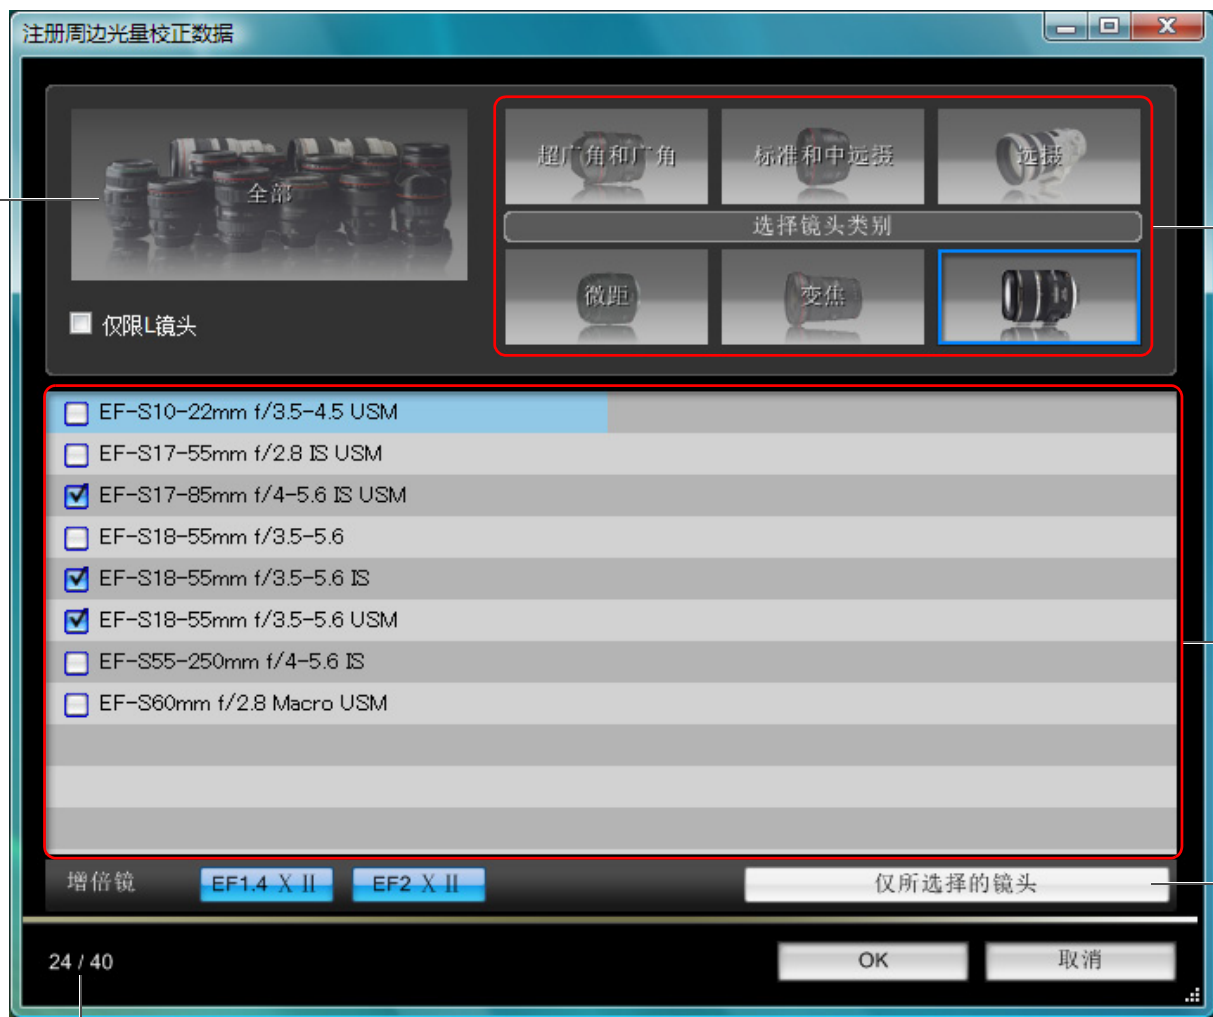 注册周边光量校正数据
全部
超广角和广角
标准和中远摄
远摄
选择镜头类别
微距
变焦
仅限L镜头
EF-S10-22mm f/3.5-4.5 USM
EF-S17-55mm f/2.8 IS USM
EF-S17-85mm f/4-5.6 IS USM
EF-S18-55mm f/3.5-5.6
EF-S18-55mm f/3.5-5.6 IS
EF-S18-55mm f/3.5-5.6 USM
EF-S55-250mm f/4-5.6 IS
EF-S60mm f/2.8 Macro USM
增倍镜
EF1.4 X II
EF2 X II
仅所选择的镜头
24 / 40
OK
取消